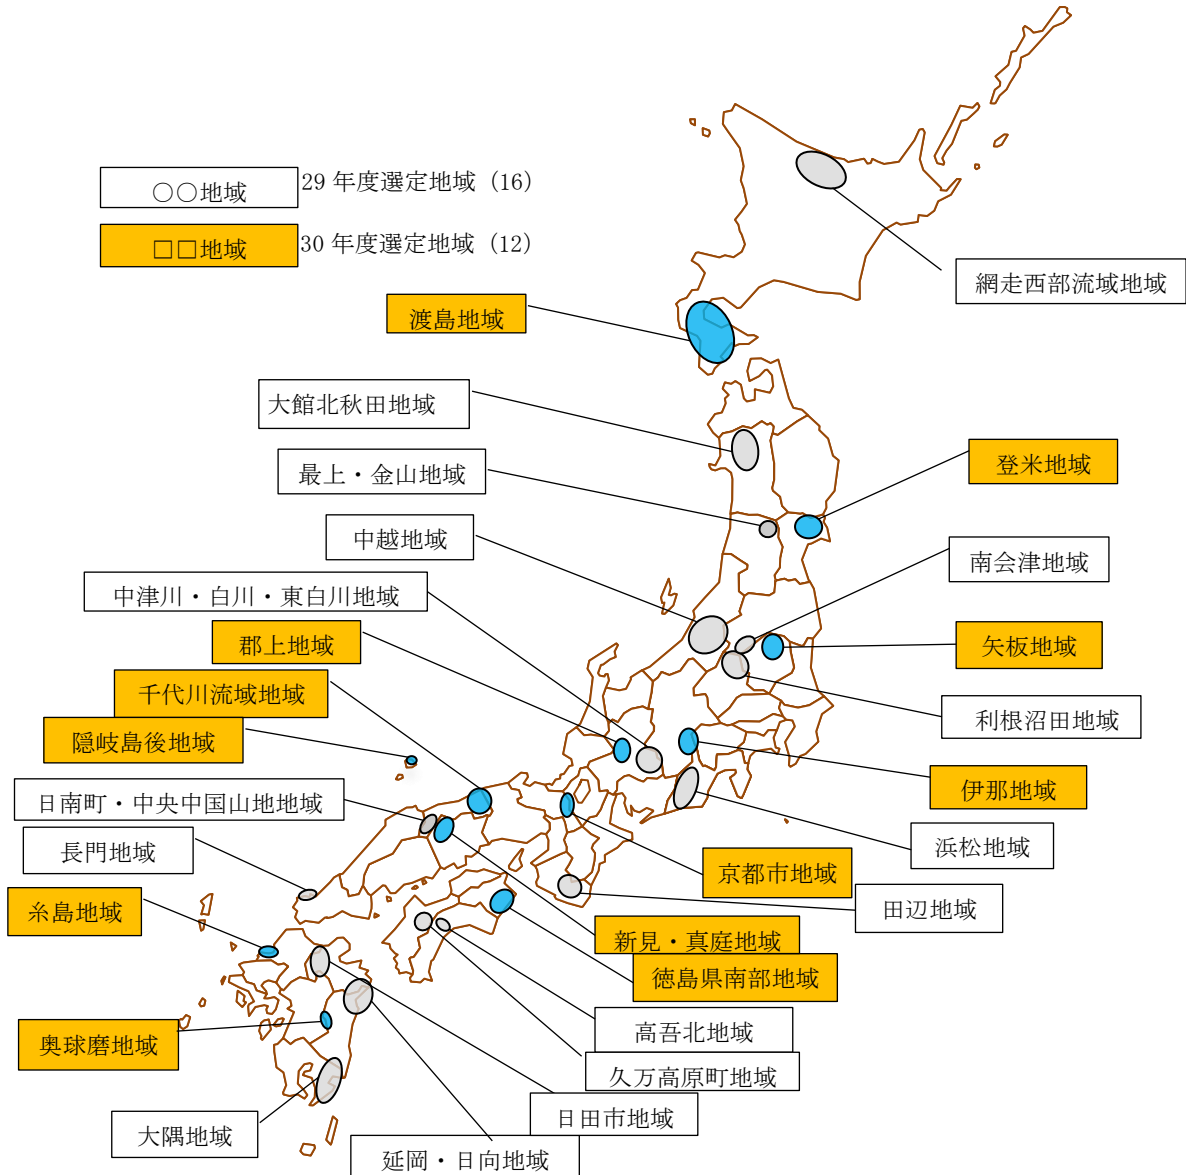 ○○地域
29 年度選定地域（16）
□□地域
30 年度選定地域（12）
網走西部流域地域
渡島地域
大館北秋田地域
最上・金山地域
登米地域
中越地域
南会津地域
中津川・白川・東白川地域
郡上地域
矢板地域
千代川流域地域
利根沼田地域
隠岐島後地域
伊那地域
日南町・中央中国山地地域
浜松地域
長門地域
京都市地域
田辺地域
糸島地域
新見・真庭地域
徳島県南部地域
高吾北地域
奥球磨地域
久万高原町地域
日田市地域
大隅地域
延岡・日向地域